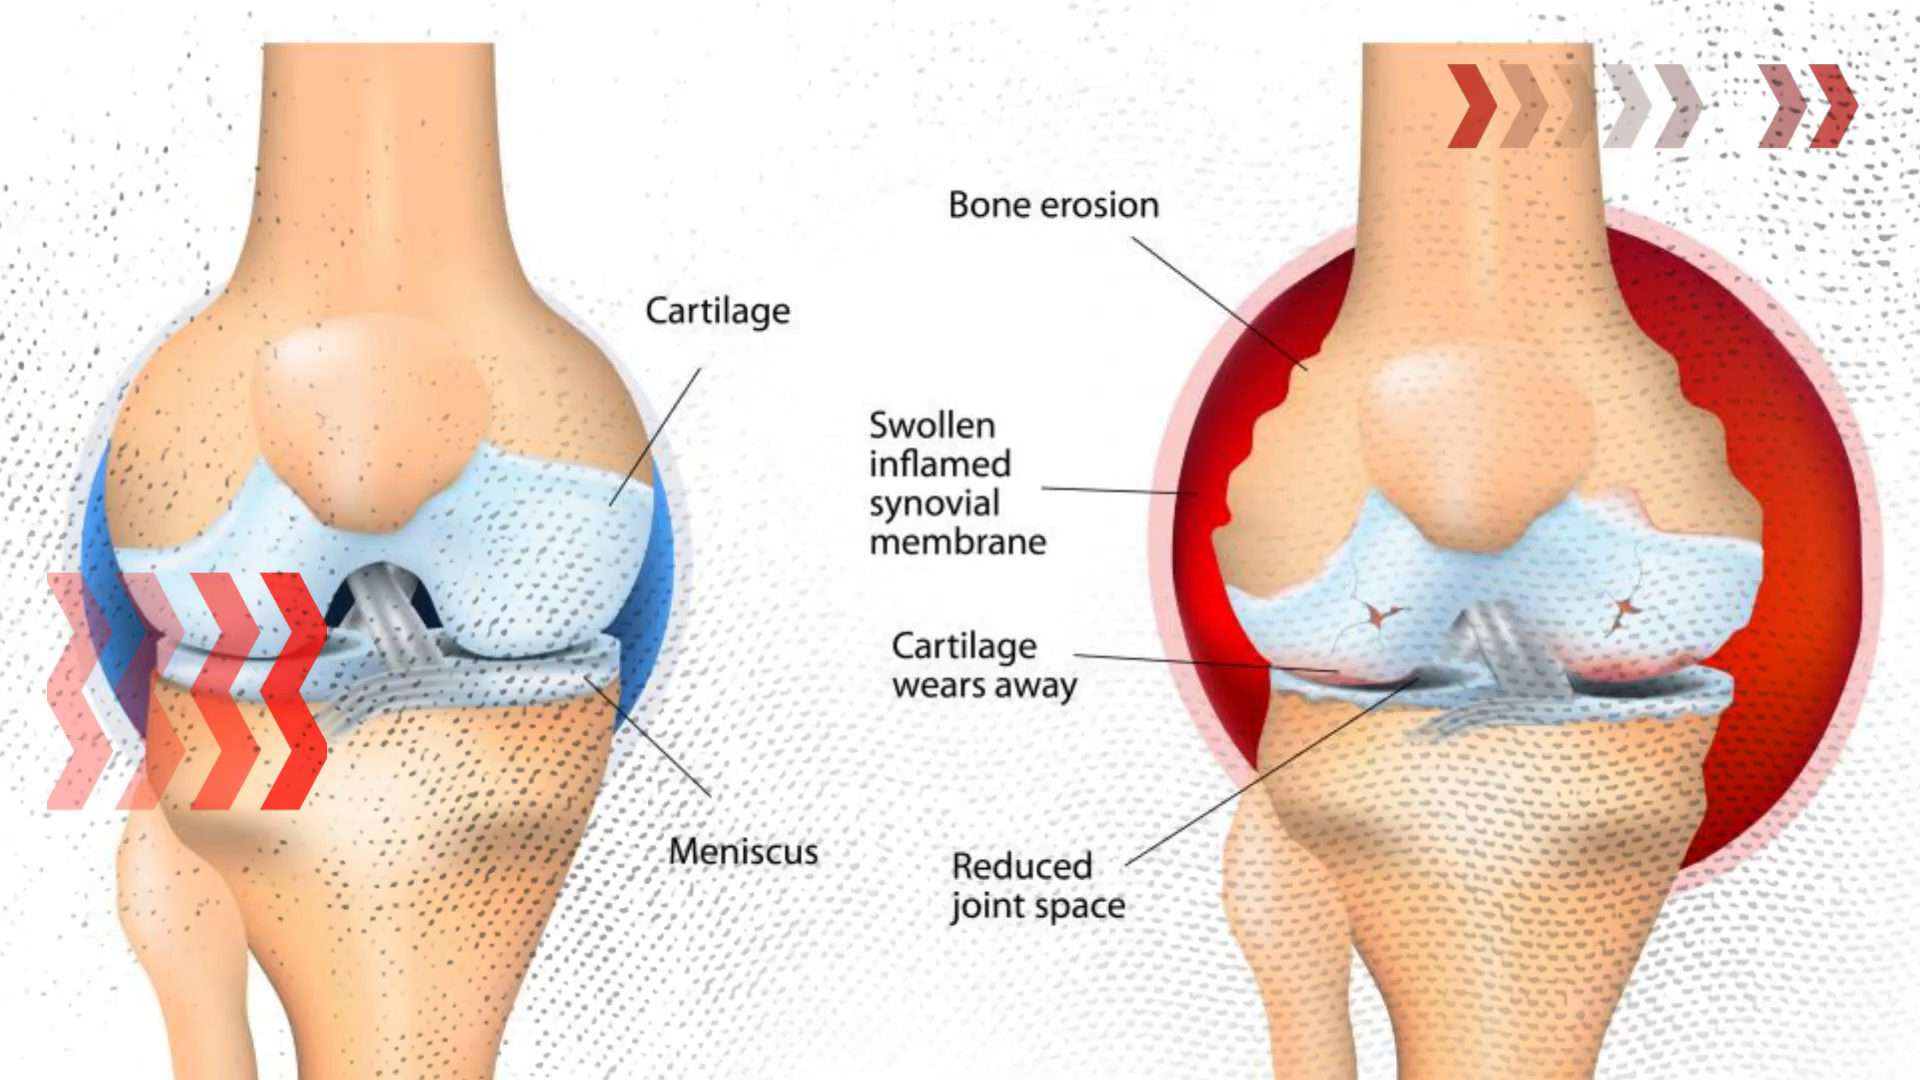 Cartilage
Meniscus
Bone erosion
Swollen
inflamed
synovial
membrane
Cartilage
wears away
Reduced
joint space